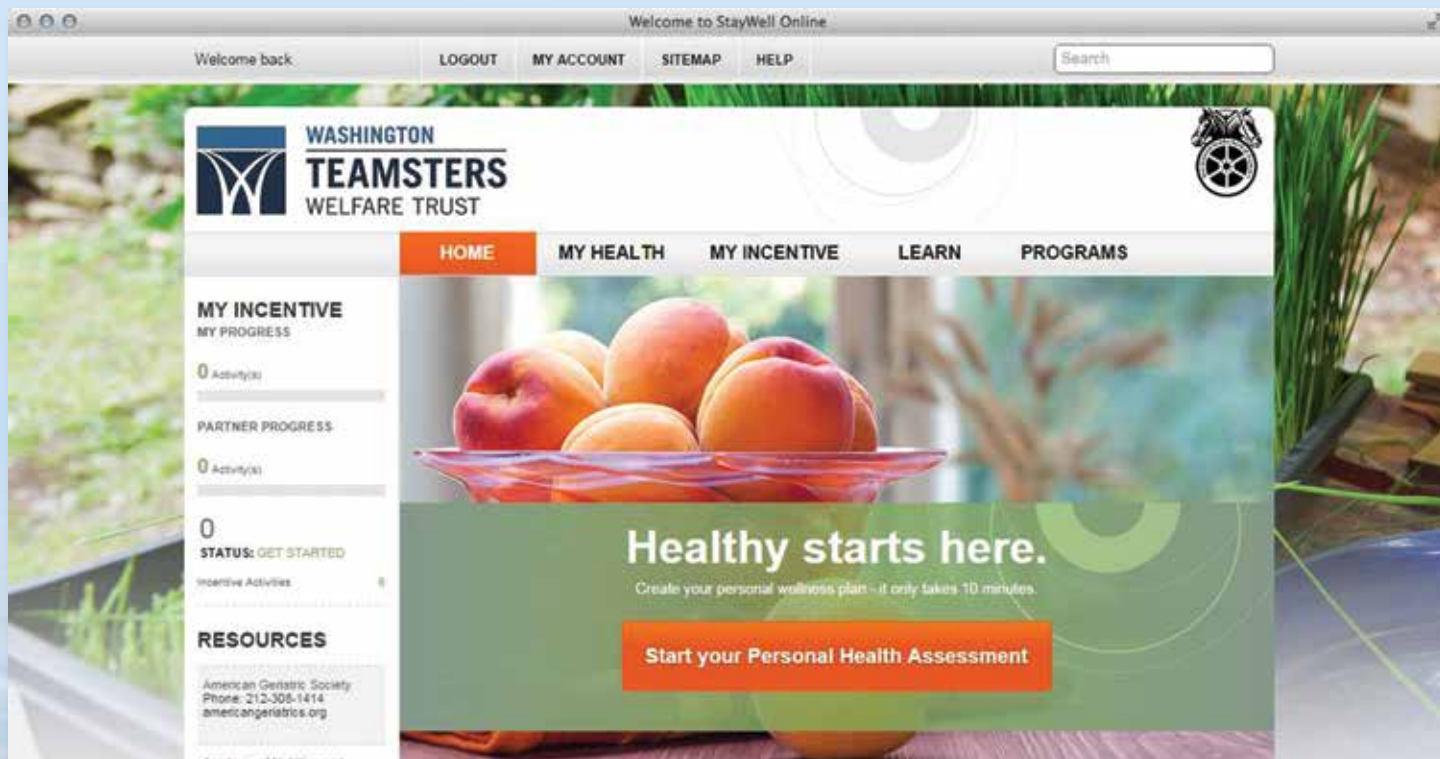 Welcome to StayWell Online
Welcome back LOGOUT MY ACCOUNT SITEMAP HELP Search
WASHINGTON
TEAMSTERS
WELFARE TRUST
HOME MY HEALTH MY INCENTIVE LEARN PROGRAMS
MY INCENTIVE
MY PROGRESS
0 Activity(s)
PARTNER PROGRESS
0 Activity(s)
0
STATUS: GET STARTED
Incentive Activities
RESOURCES
American Geriatric Society
Phone: 212-308-1414
americangeriatrics.org
Healthy starts here.
Create your personal wellness plan - it only takes 10 minutes.
Start your Personal Health Assessment